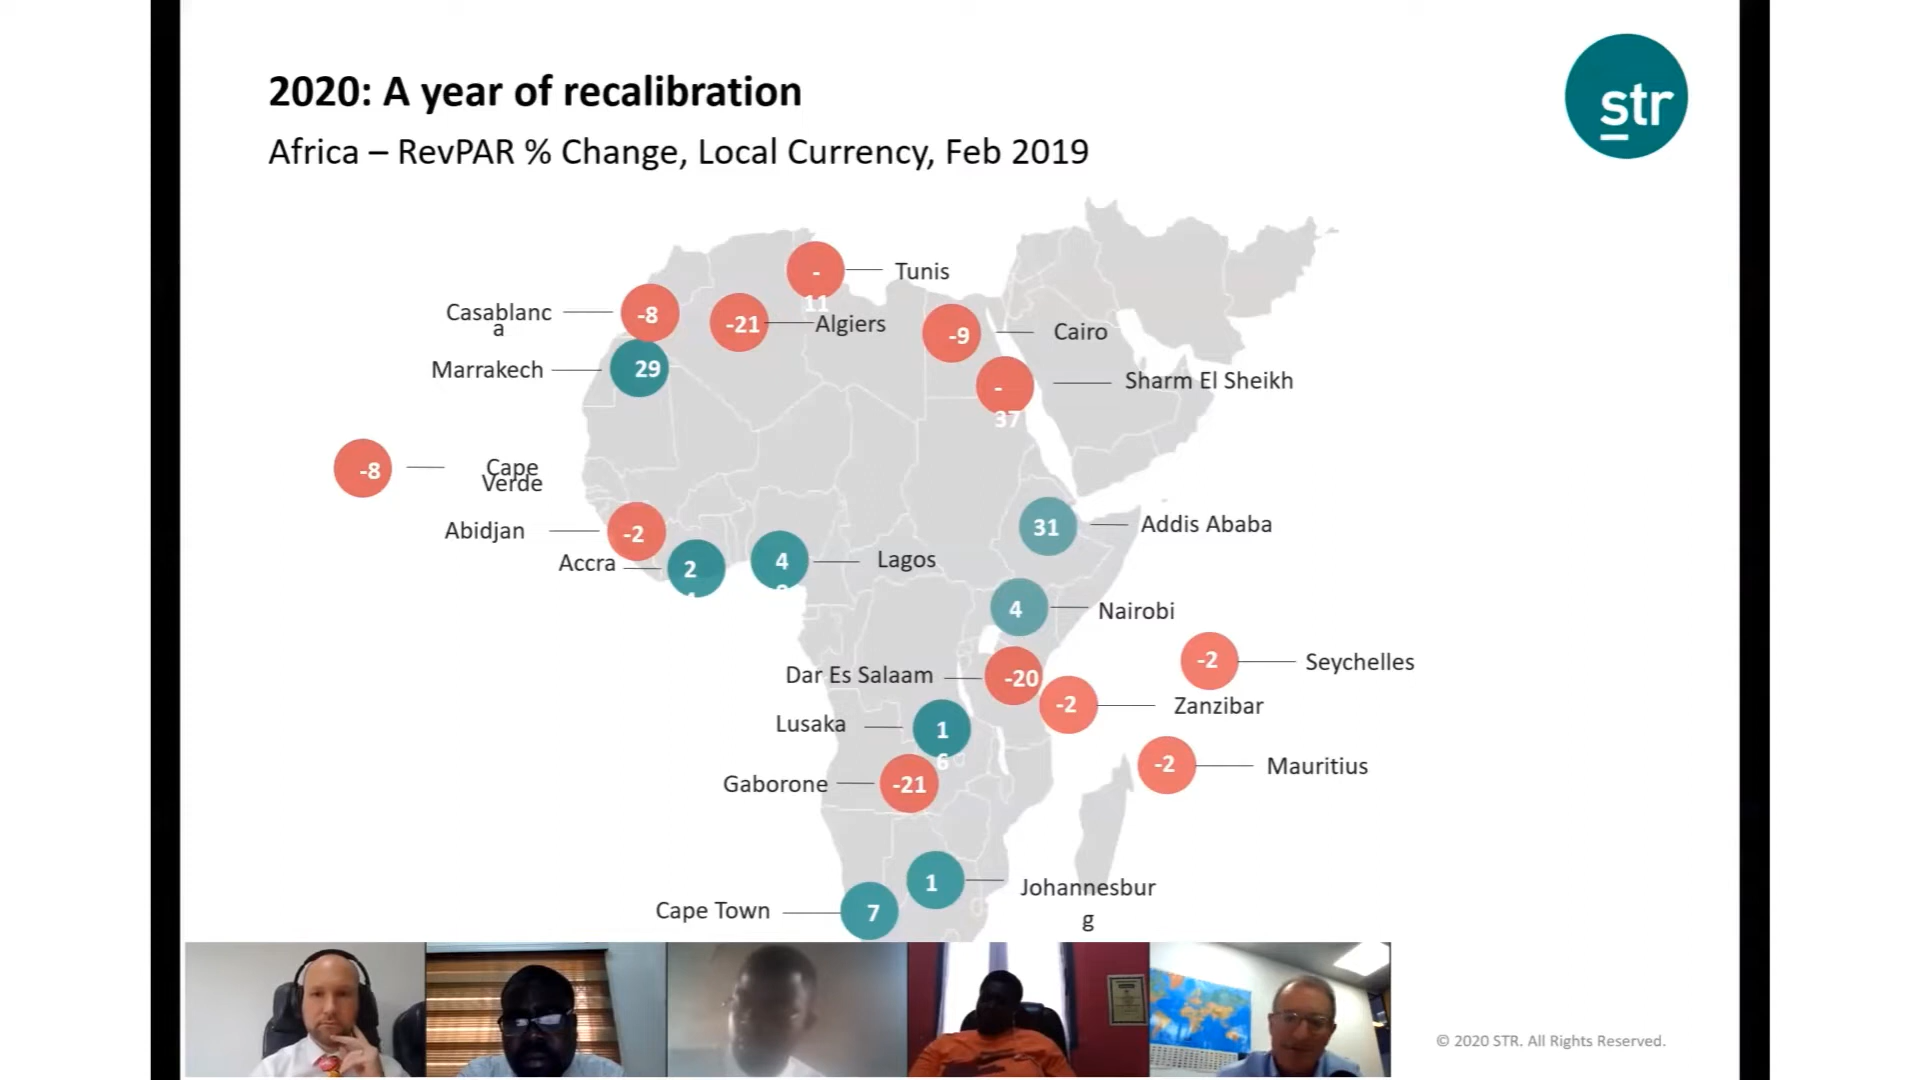 2020: A year of recalibration
str
Africa – RevPAR % Change, Local Currency, Feb 2019
-
11
Tunis
Casablanc
a
-8
-21
Algiers
-9
Cairo
Marrakech
29
-
37
Sharm El Sheikh
-8
Cape
Verde
Abidjan
-2
31
Addis Ababa
Accra
2
4
Lagos
4
Nairobi
-2
Seychelles
Dar Es Salaam
-20
-2
Zanzibar
Lusaka
1
6
-2
Mauritius
Gaborone
-21
1
Johannesbur
g
Cape Town
7
© 2020 STR. All Rights Reserved.